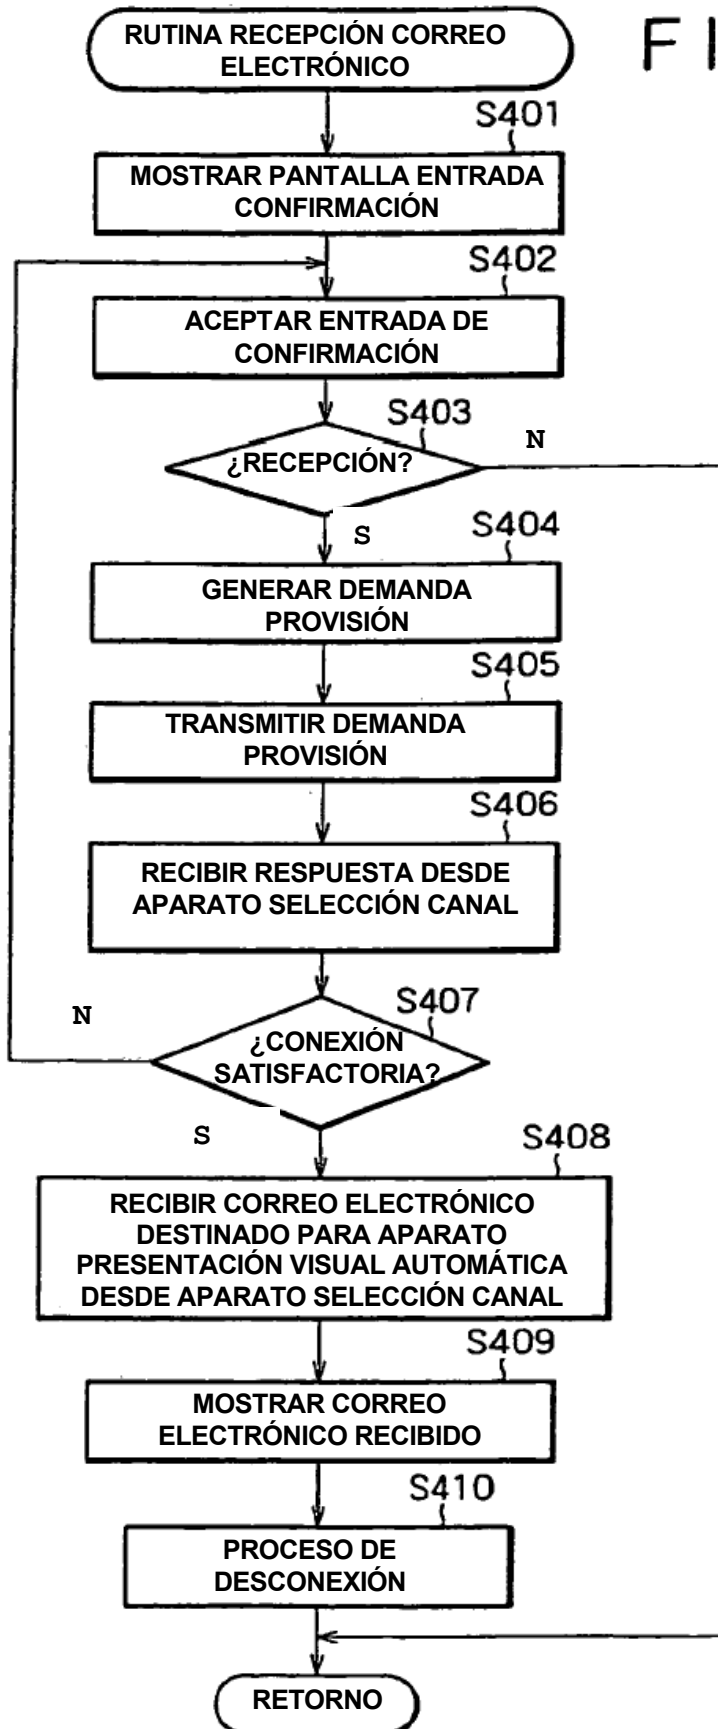 RUTINA RECEPCIÓN CORREO
ELECTRÓNICO
FI
S401
MOSTRAR PANTALLA ENTRADA
CONFIRMACIÓN
S402
ACEPTAR ENTRADA DE
CONFIRMACIÓN
S403
¿RECEPCIÓN?
N
S
S404
GENERAR DEMANDA
PROVISIÓN
S405
TRANSMITIR DEMANDA
PROVISIÓN
S406
RECIBIR RESPUESTA DESDE
APARATO SELECCIÓN CANAL
S407
N
¿CONEXIÓN
SATISFACTORIA?
S
S408
RECIBIR CORREO ELECTRÓNICO
DESTINADO PARA APARATO
PRESENTACIÓN VISUAL AUTOMÁTICA
DESDE APARATO SELECCIÓN CANAL
S409
MOSTRAR CORREO
ELECTRÓNICO RECIBIDO
S410
PROCESO DE
DESCONEXIÓN
RETORNO